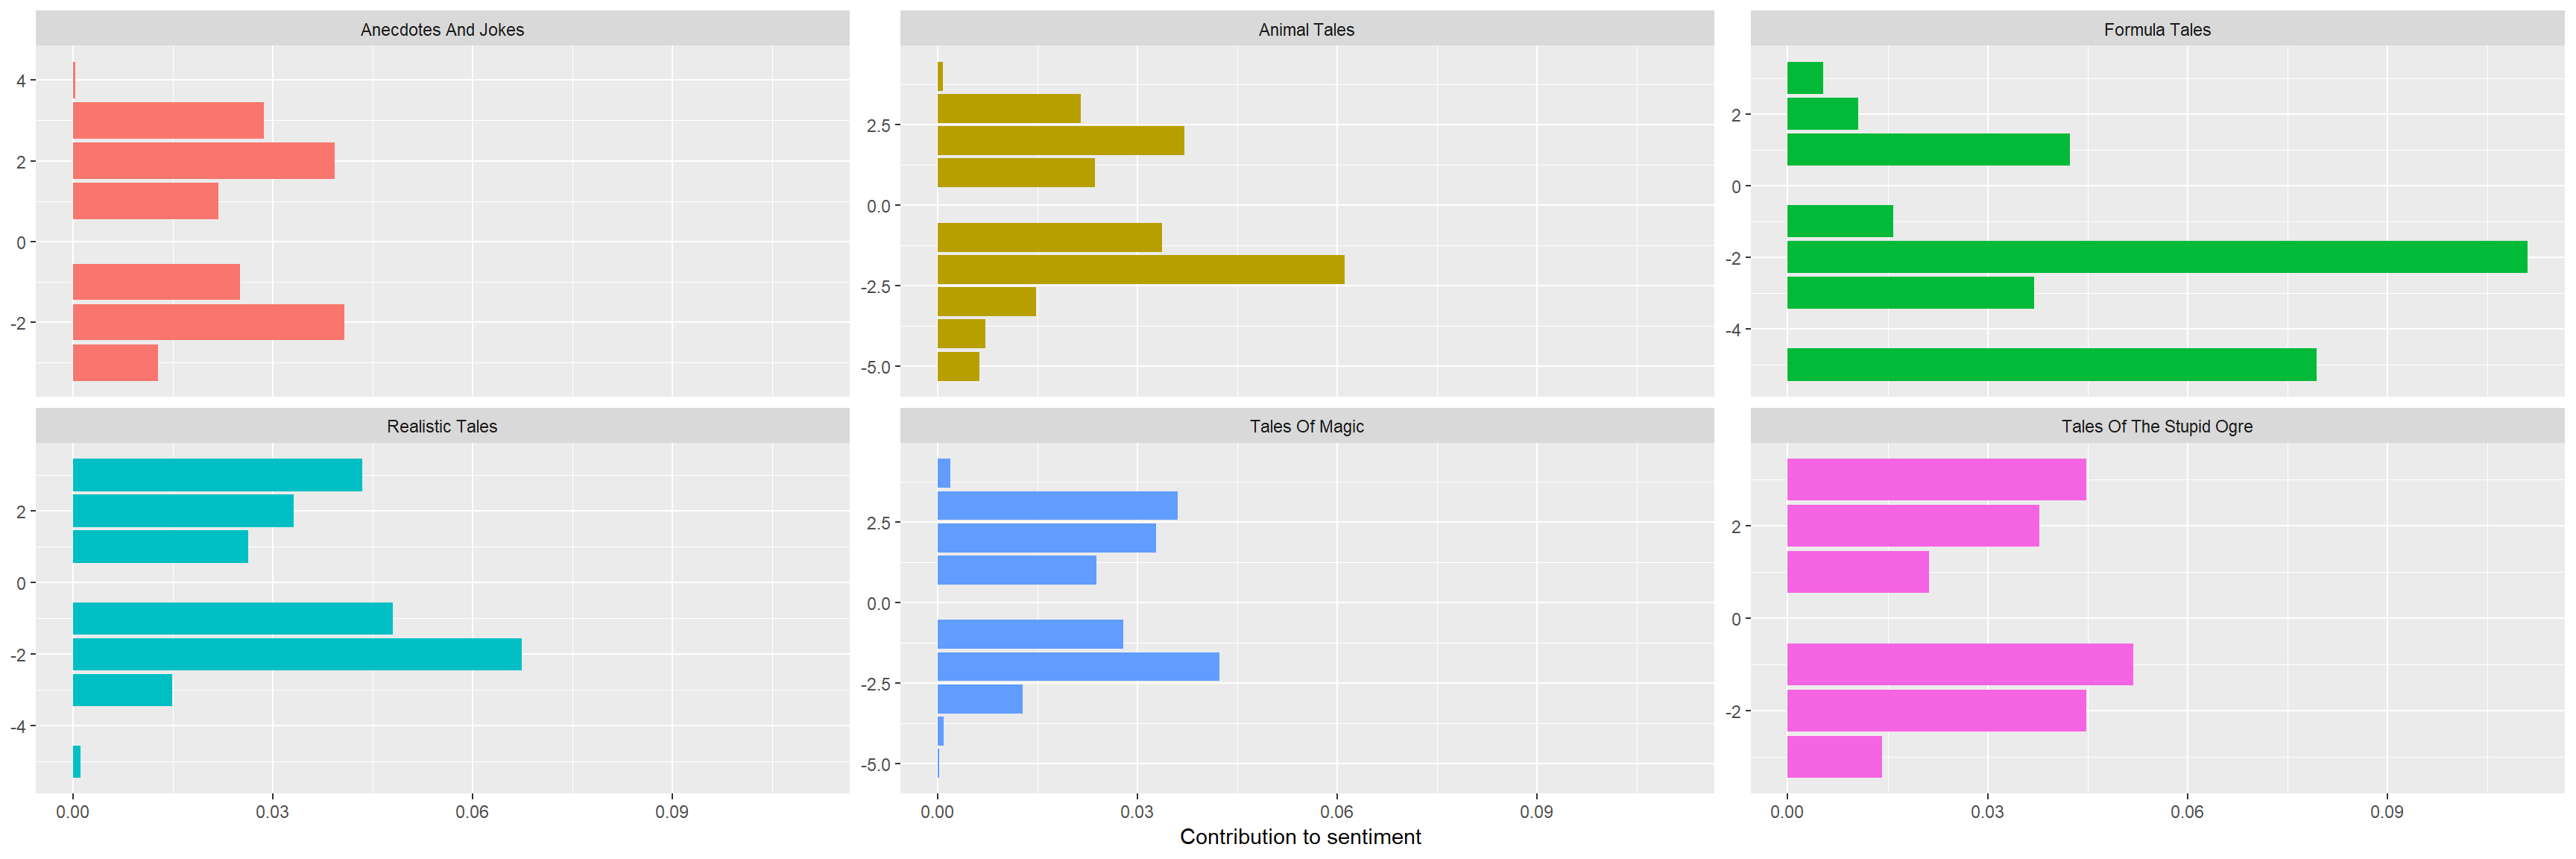 Anecdotes And Jokes
4
2
0
-2
Animal Tales
2.5
0.0
-2.5
-5.0
Formula Tales
2
0
-2
-4
Realistic Tales
2
0
-2
-4
0.00 0.03 0.06 0.09
Tales Of Magic
2.5
0.0
-2.5
-5.0
0.00 0.03 0.06 0.09
Tales Of The Stupid Ogre
2
0
-2
0.00 0.03 0.06 0.09
Contribution to sentiment